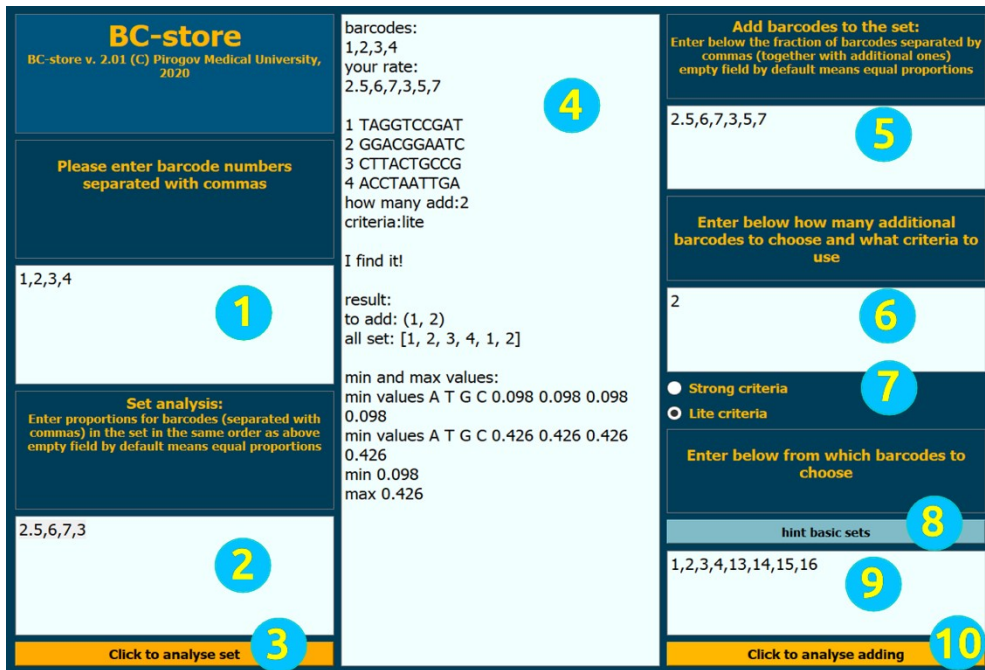 BC-store
BC-store v. 2.01 (C) Pirogov Medical University,
2020
Please enter barcode numbers
separated with commas
1,2,3,4
1
Set analysis:
Enter proportions for barcodes (separated with
commas) in the set in the same order as above
empty field by default means equal proportions
2.5,6,7,3
2
Click to analyse set
3
barcodes:
1,2,3,4
your rate:
2.5,6,7,3,5,7
4
1 TAGGTCCGAT
2 GGACGGAATC
3 CTTACTGCCG
4 ACCTAATTGA
how many add:2
criteria:lite
I find it!
result:
to add: (1, 2)
all set: [1, 2, 3, 4, 1, 2]
min and max values:
min values A T G C 0.098 0.098 0.098
0.098
min values A T G C 0.426 0.426 0.426
0.426
min 0.098
max 0.426
Add barcodes to the set:
Enter below the fraction of barcodes separated by
commas (together with additional ones)
empty field by default means equal proportions
2.5,6,7,3,5,7
5
Enter below how many additional
barcodes to choose and what criteria to
use
2
6
7
Strong criteria
Lite criteria
Enter below from which barcodes to
choose
8
hint basic sets
1,2,3,4,13,14,15,16
9
Click to analyse adding
10